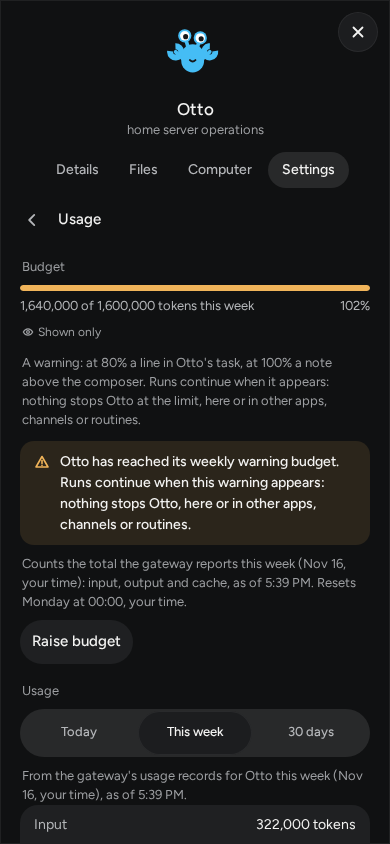 Otto
home server operations
Details
Files
Computer
Settings
Usage
Budget
1,640,000 of 1,600,000 tokens this week
102%
Shown only
A warning: at 80% a line in Otto's task, at 100% a note
above the composer. Runs continue when it appears:
nothing stops Otto at the limit, here or in other apps,
channels or routines.
Otto has reached its weekly warning budget.
Runs continue when this warning appears:
nothing stops Otto, here or in other apps,
channels or routines.
Counts the total the gateway reports this week (Nov 16,
your time): input, output and cache, as of 5:39 PM. Resets
Monday at 00:00, your time.
Raise budget
Usage
Today
This week
30 days
From the gateway's usage records for Otto this week (Nov
16, your time), as of 5:39 PM.
Input
322,000 tokens